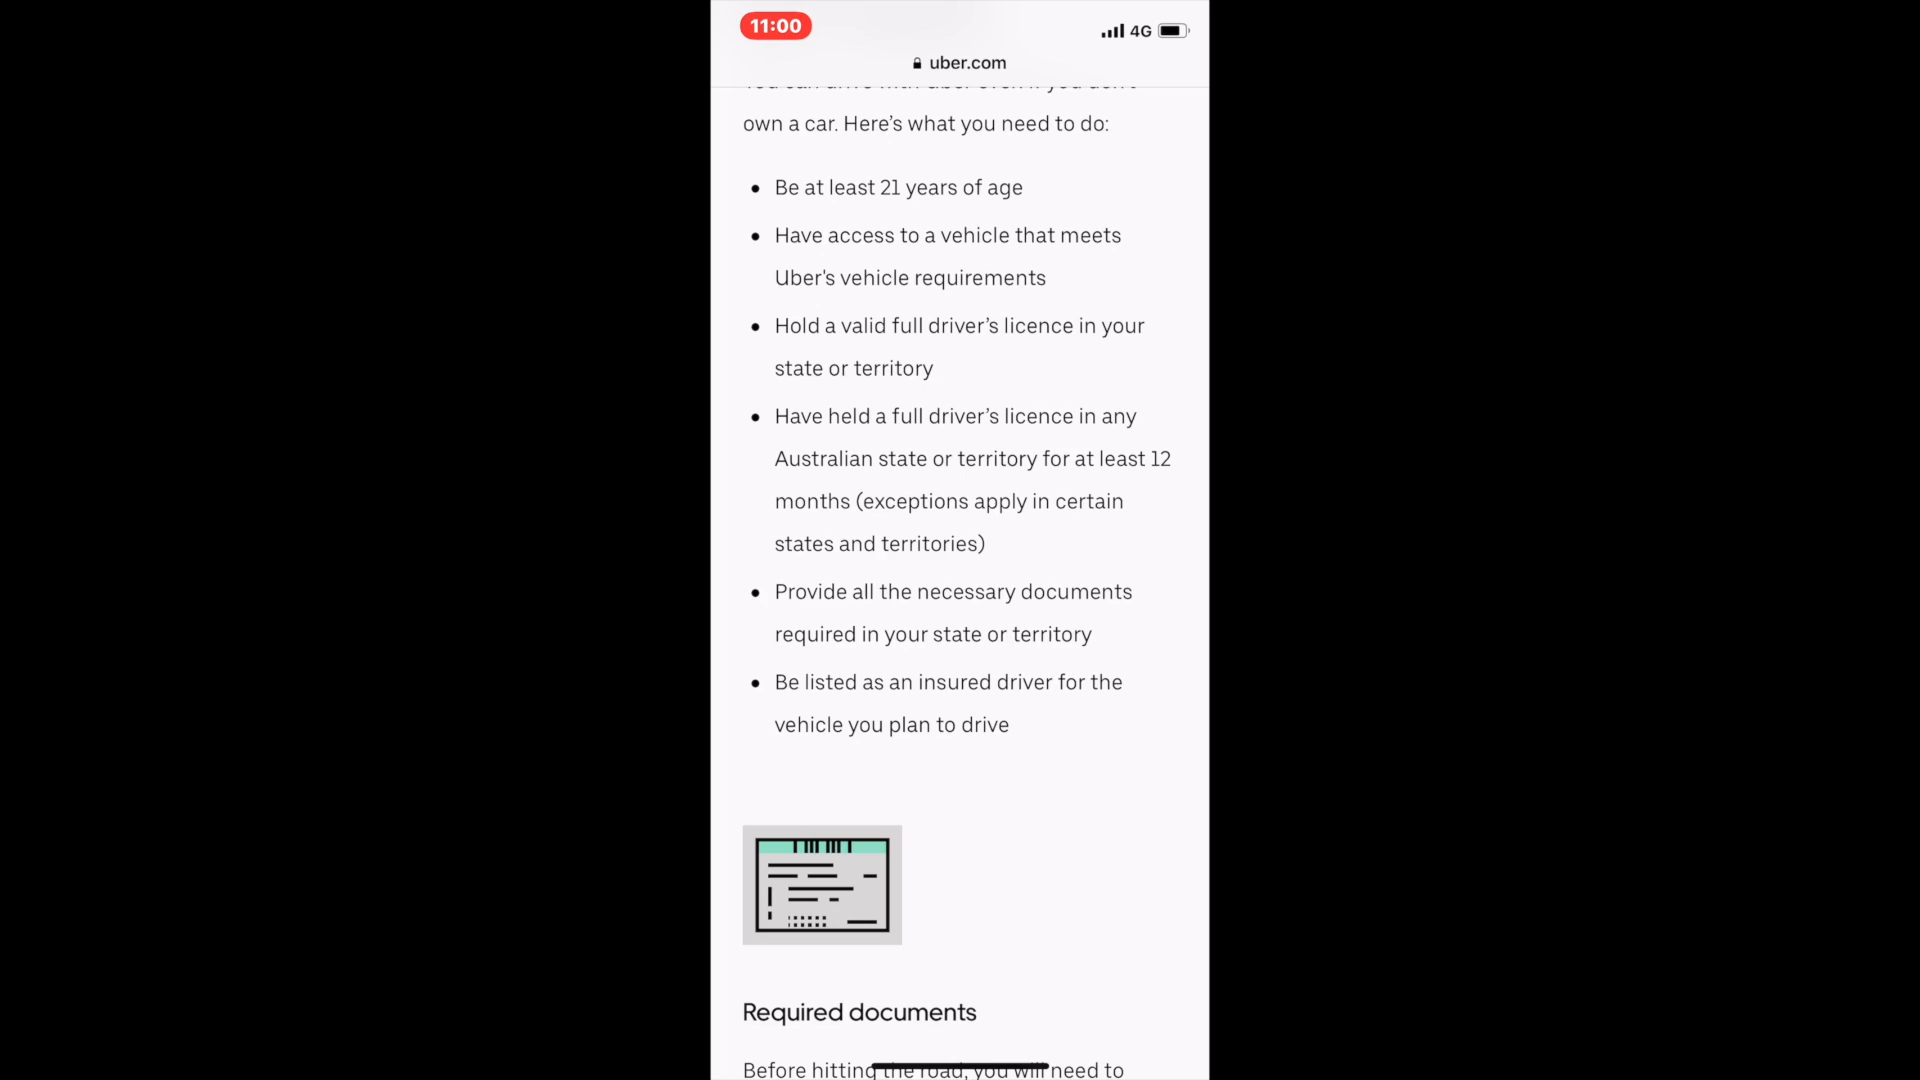 11:00
4G
uber.com
own a car. Here’s what you need to do:
• Be at least 21 years of age
• Have access to a vehicle that meets
Uber's vehicle requirements
• Hold a valid full driver’s licence in your
state or territory
• Have held a full driver’s licence in any
Australian state or territory for at least 12
months (exceptions apply in certain
states and territories)
• Provide all the necessary documents
required in your state or territory
• Be listed as an insured driver for the
vehicle you plan to drive
Required documents
Before hitting the road, you will need to